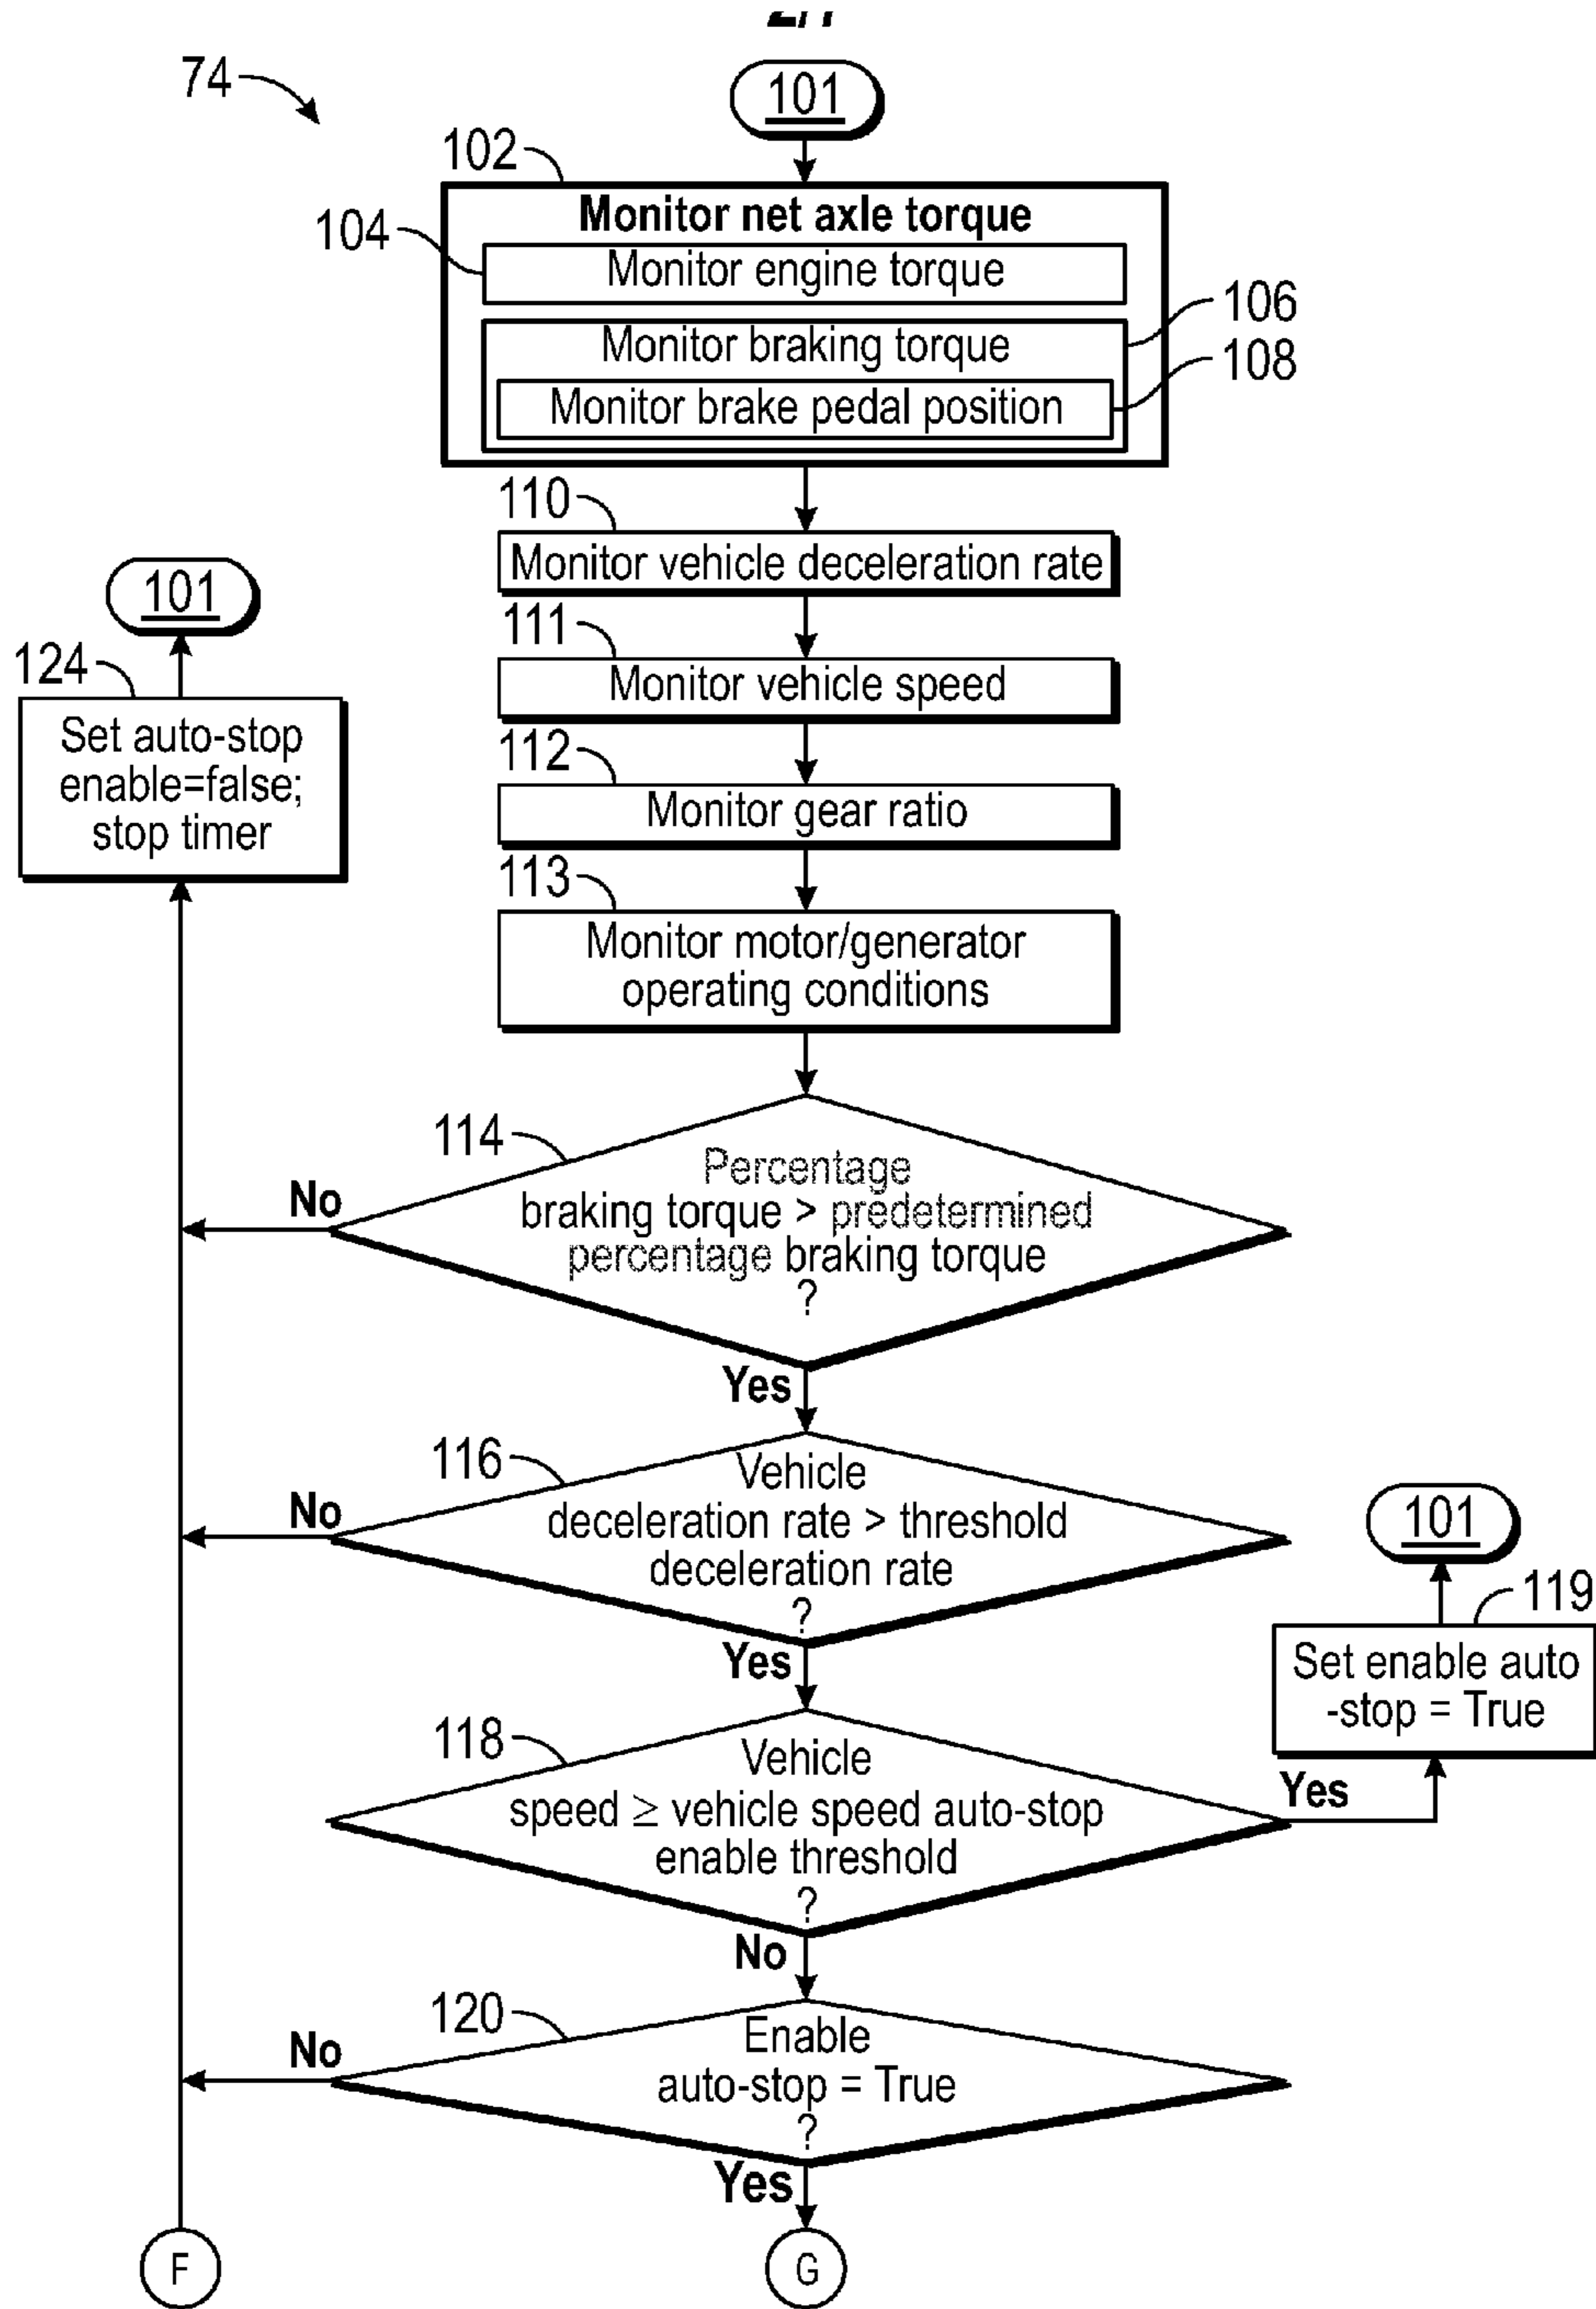 74
101
102
Monitor net axle torque
104
Monitor engine torque
106
Monitor braking torque
108
Monitor brake pedal position
110
Monitor vehicle deceleration rate
101
111
Monitor vehicle speed
124
Set auto-stop
enable=false;
stop timer
112
Monitor gear ratio
113
Monitor motor/generator
operating conditions
114
Percentage
No
braking torque > predetermined
percentage braking torque
?
Yes
116
Vehicle
No
deceleration rate > threshold
deceleration rate
?
Yes
101
119
Set enable auto
-stop = True
118
Vehicle
Yes
speed ≥ vehicle speed auto-stop
enable threshold
?
No
120
Enable
No
auto-stop = True
?
Yes
F
G